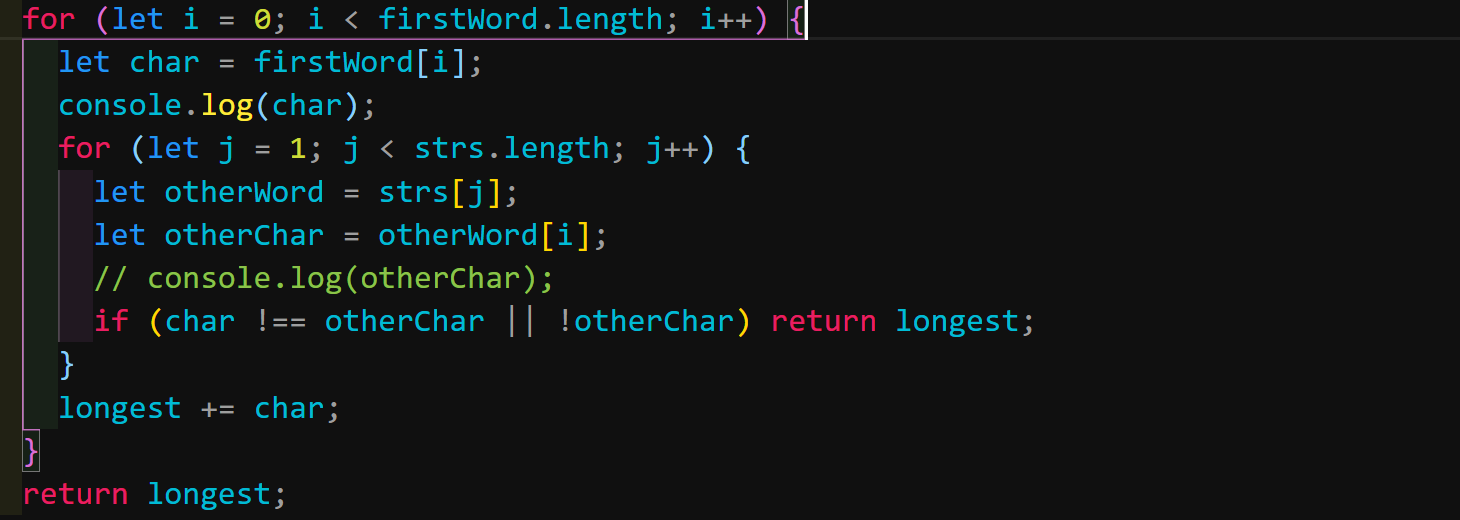 for (let i = 0; i < firstWord.length; i++) {
  let char = firstWord[i];
  console.log(char);
  for (let j = 1; j < strs.length; j++) {
    let otherWord = strs[j];
    let otherChar = otherWord[i];
    // console.log(otherChar);
    if (char !== otherChar || !otherChar) return longest;
  }
  longest += char;
}
return longest;